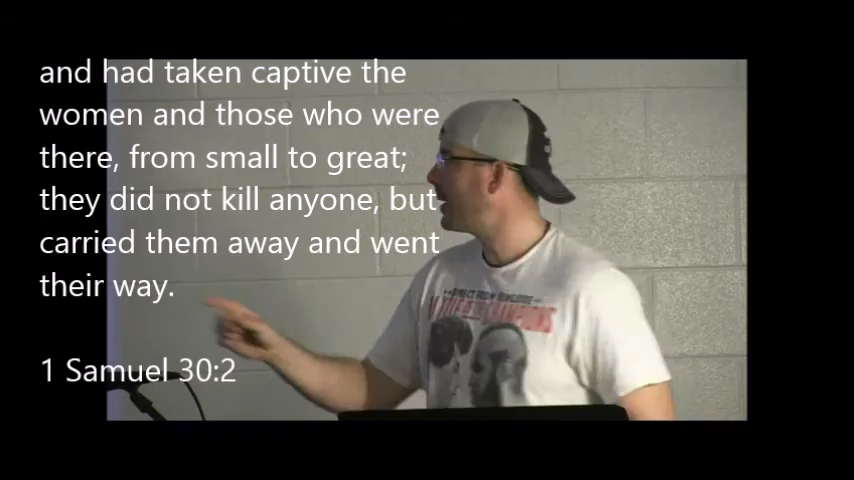 and had taken captive the
women and those who were
there, from small to great;
they did not kill anyone, but
carried them away and went
their way.
1 Samuel 30:2
CHAMPIONS